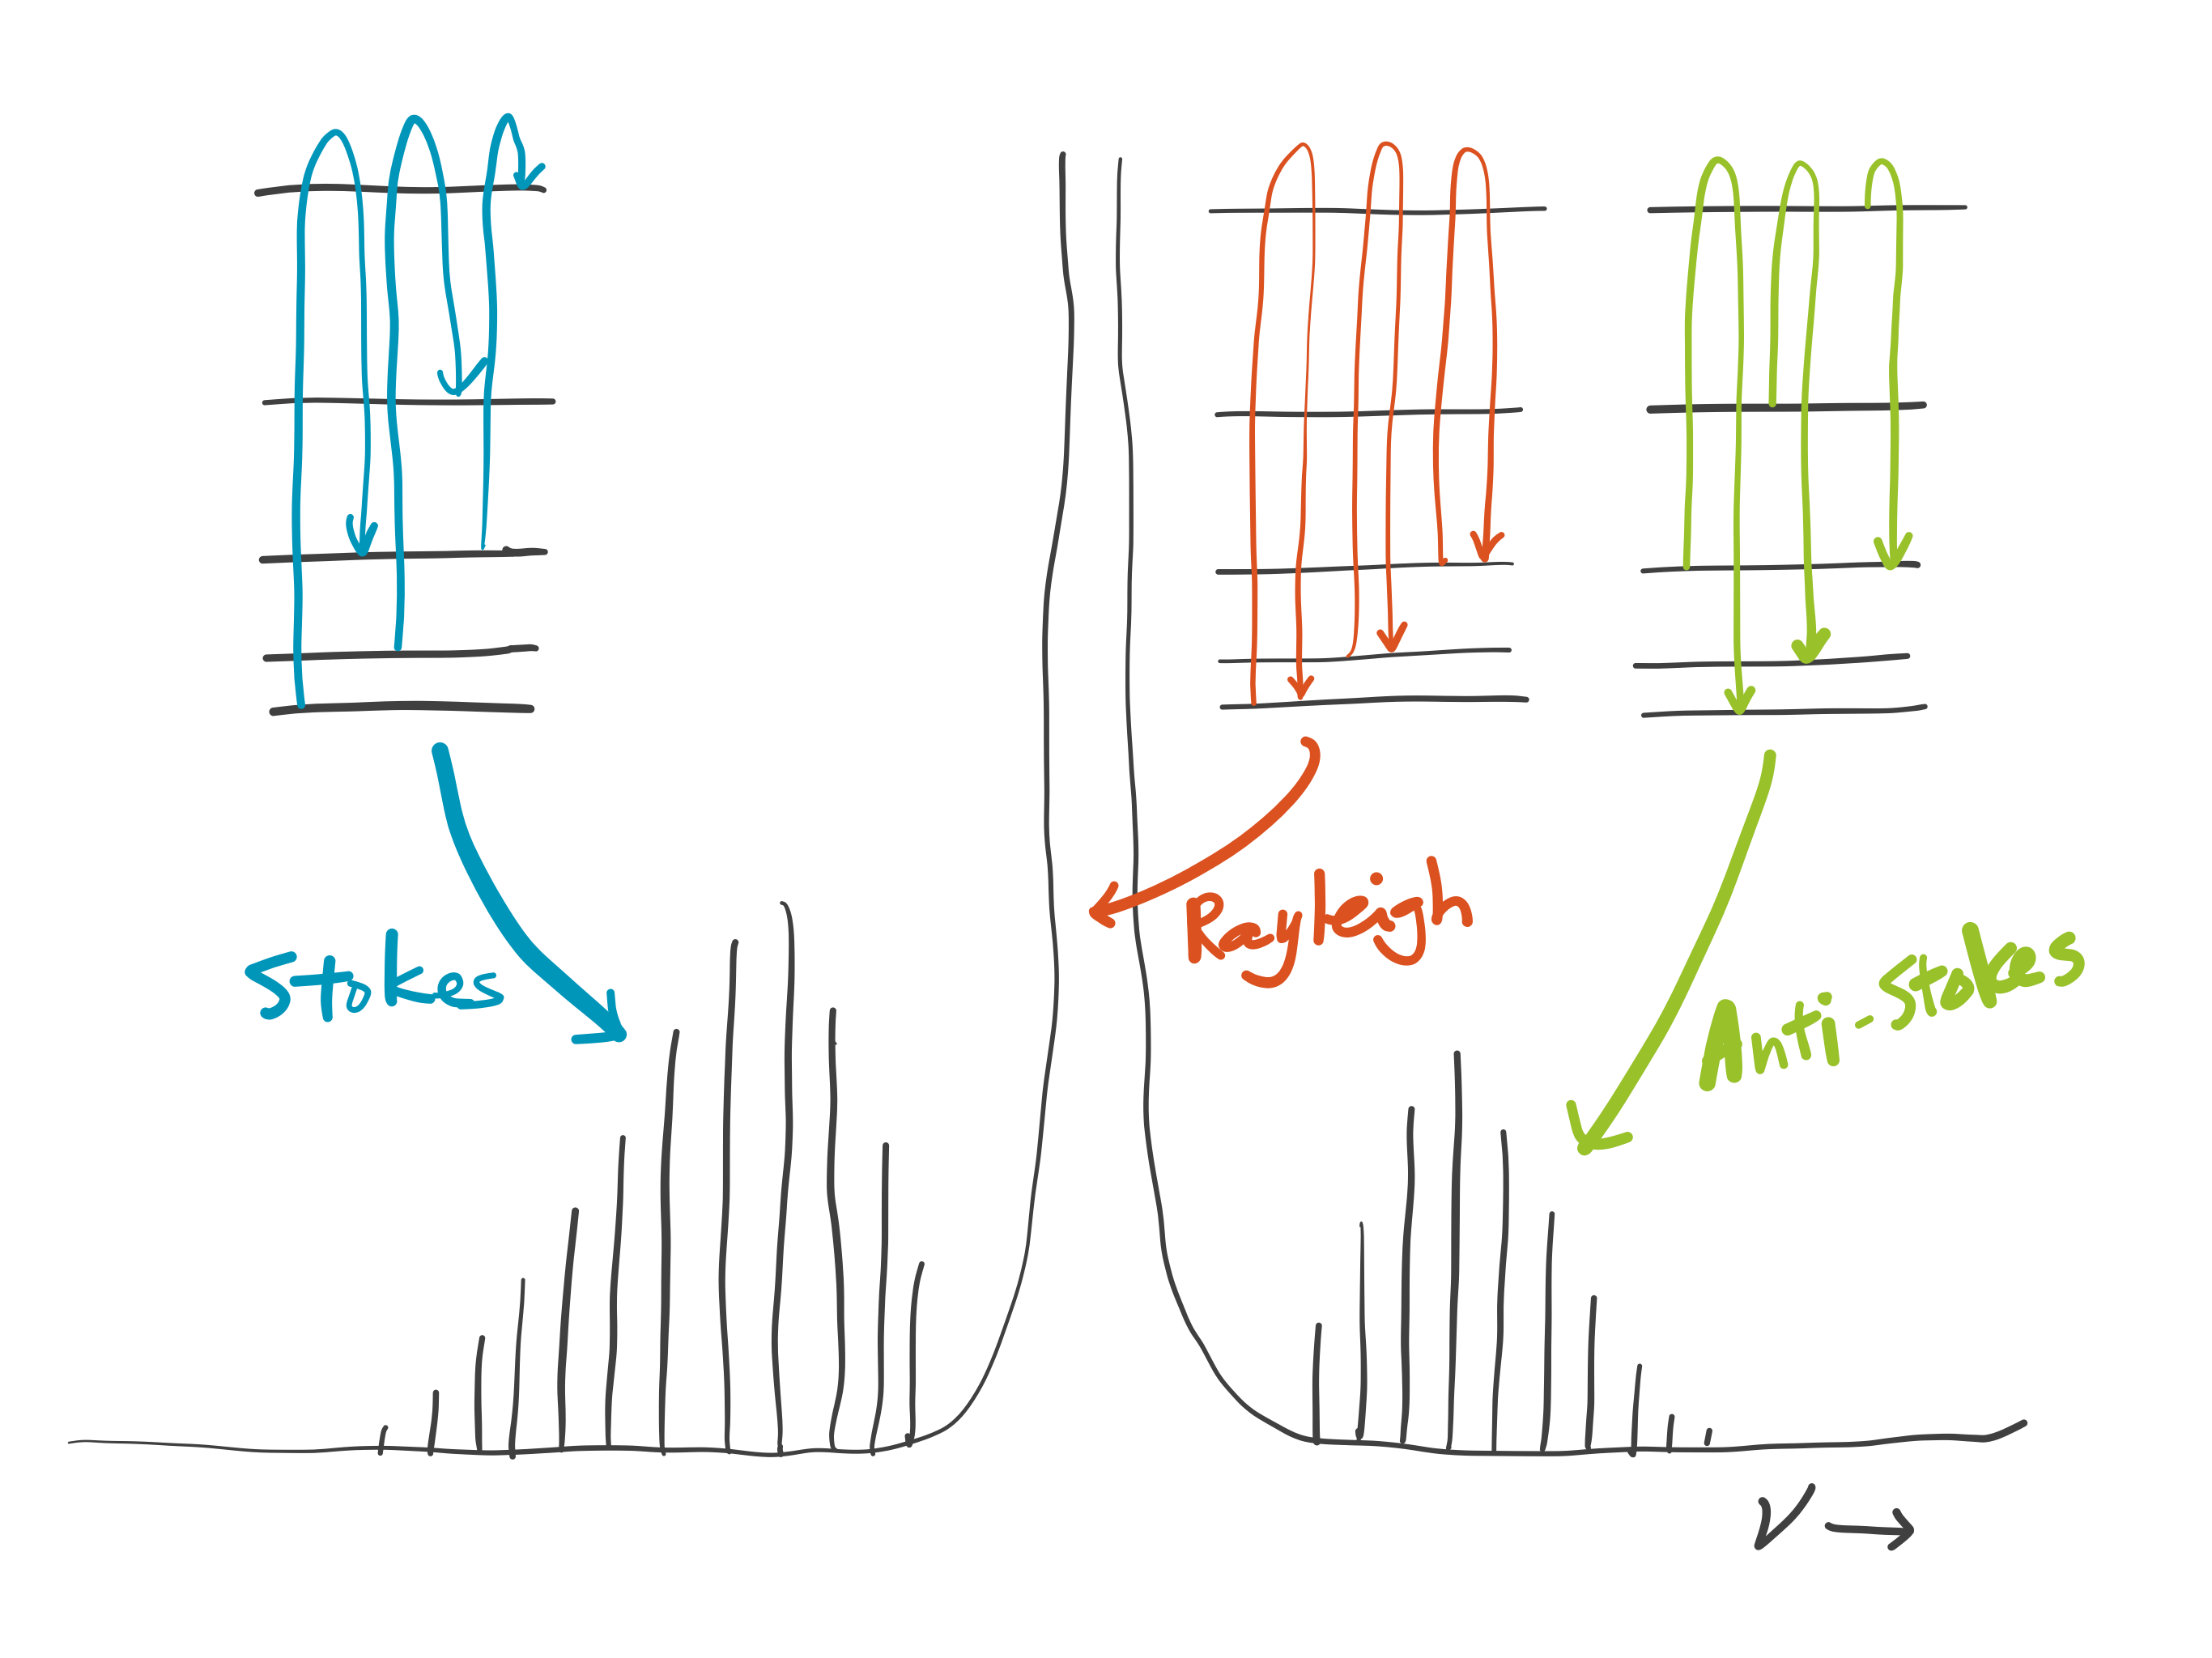 Stokes
Rayleigh
Anti-Stokes
ν →